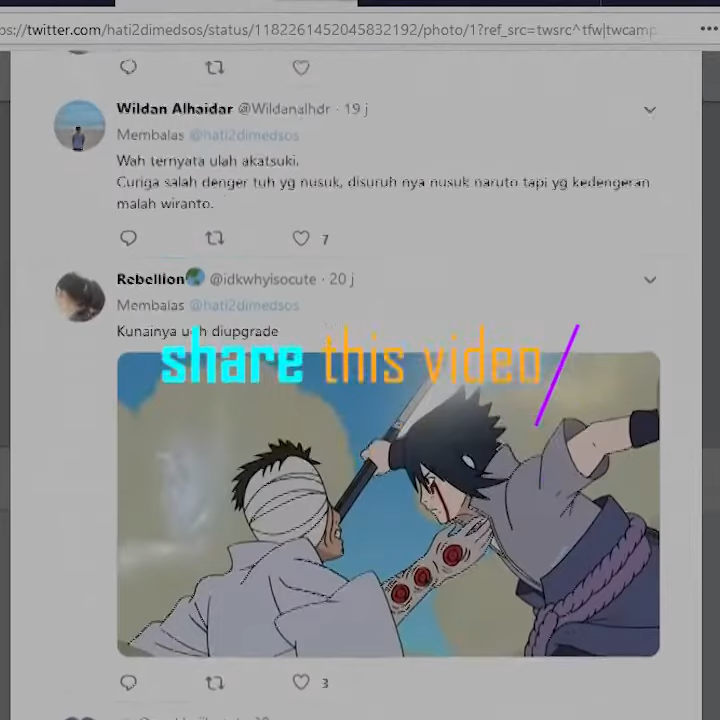 ps://twitter.com/hati2dimedsos/status/1182261452045832192/photo/1?ref_src=twsrc^tfw|twcamp
Wildan Alhaidar @Wildanalhdr · 19 j
Membalas @hati2dimedsos
Wah ternyata ulah akatsuki.
Curiga salah denger tuh yg nusuk, disuruh nya nusuk naruto tapi yg kedengeran
malah wiranto.
7
Rebellion @idkwhyisocute · 20 j
Membalas @hati2dimedsos
Kunainya udh diupgrade
share this video/
3